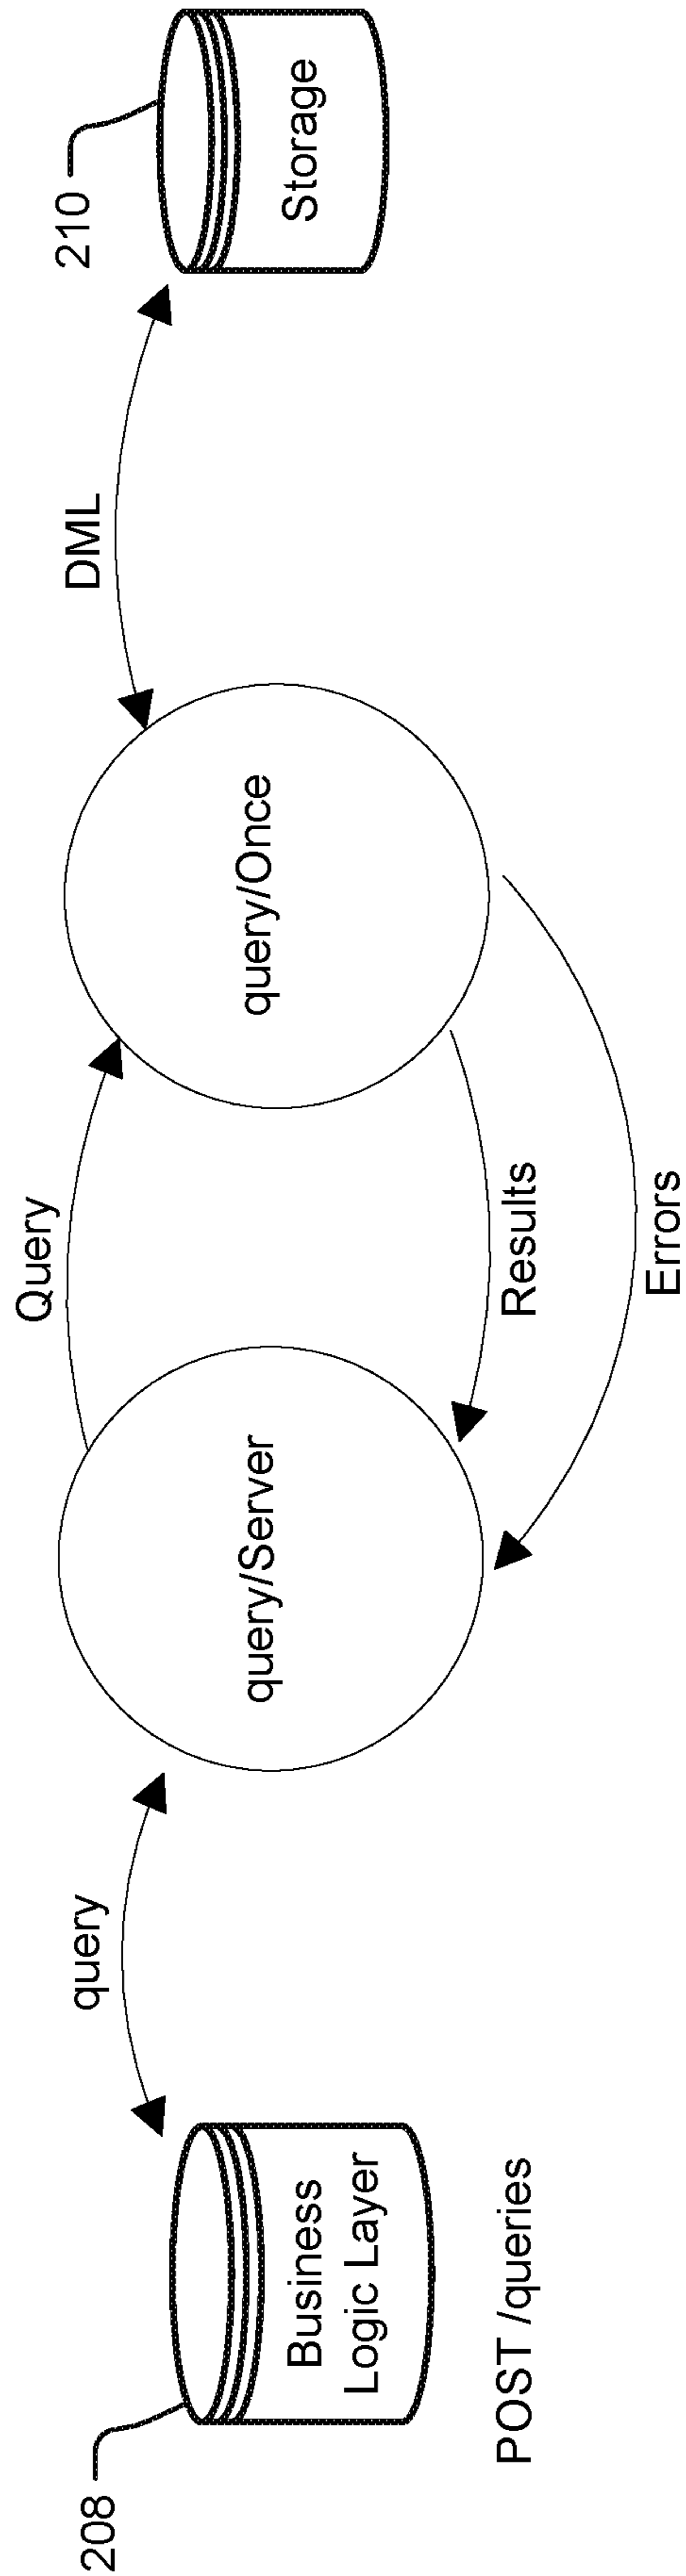 208
Business
Logic Layer
POST /queries
query
query/Server
Query
Results
Errors
query/Once
DML
210
Storage